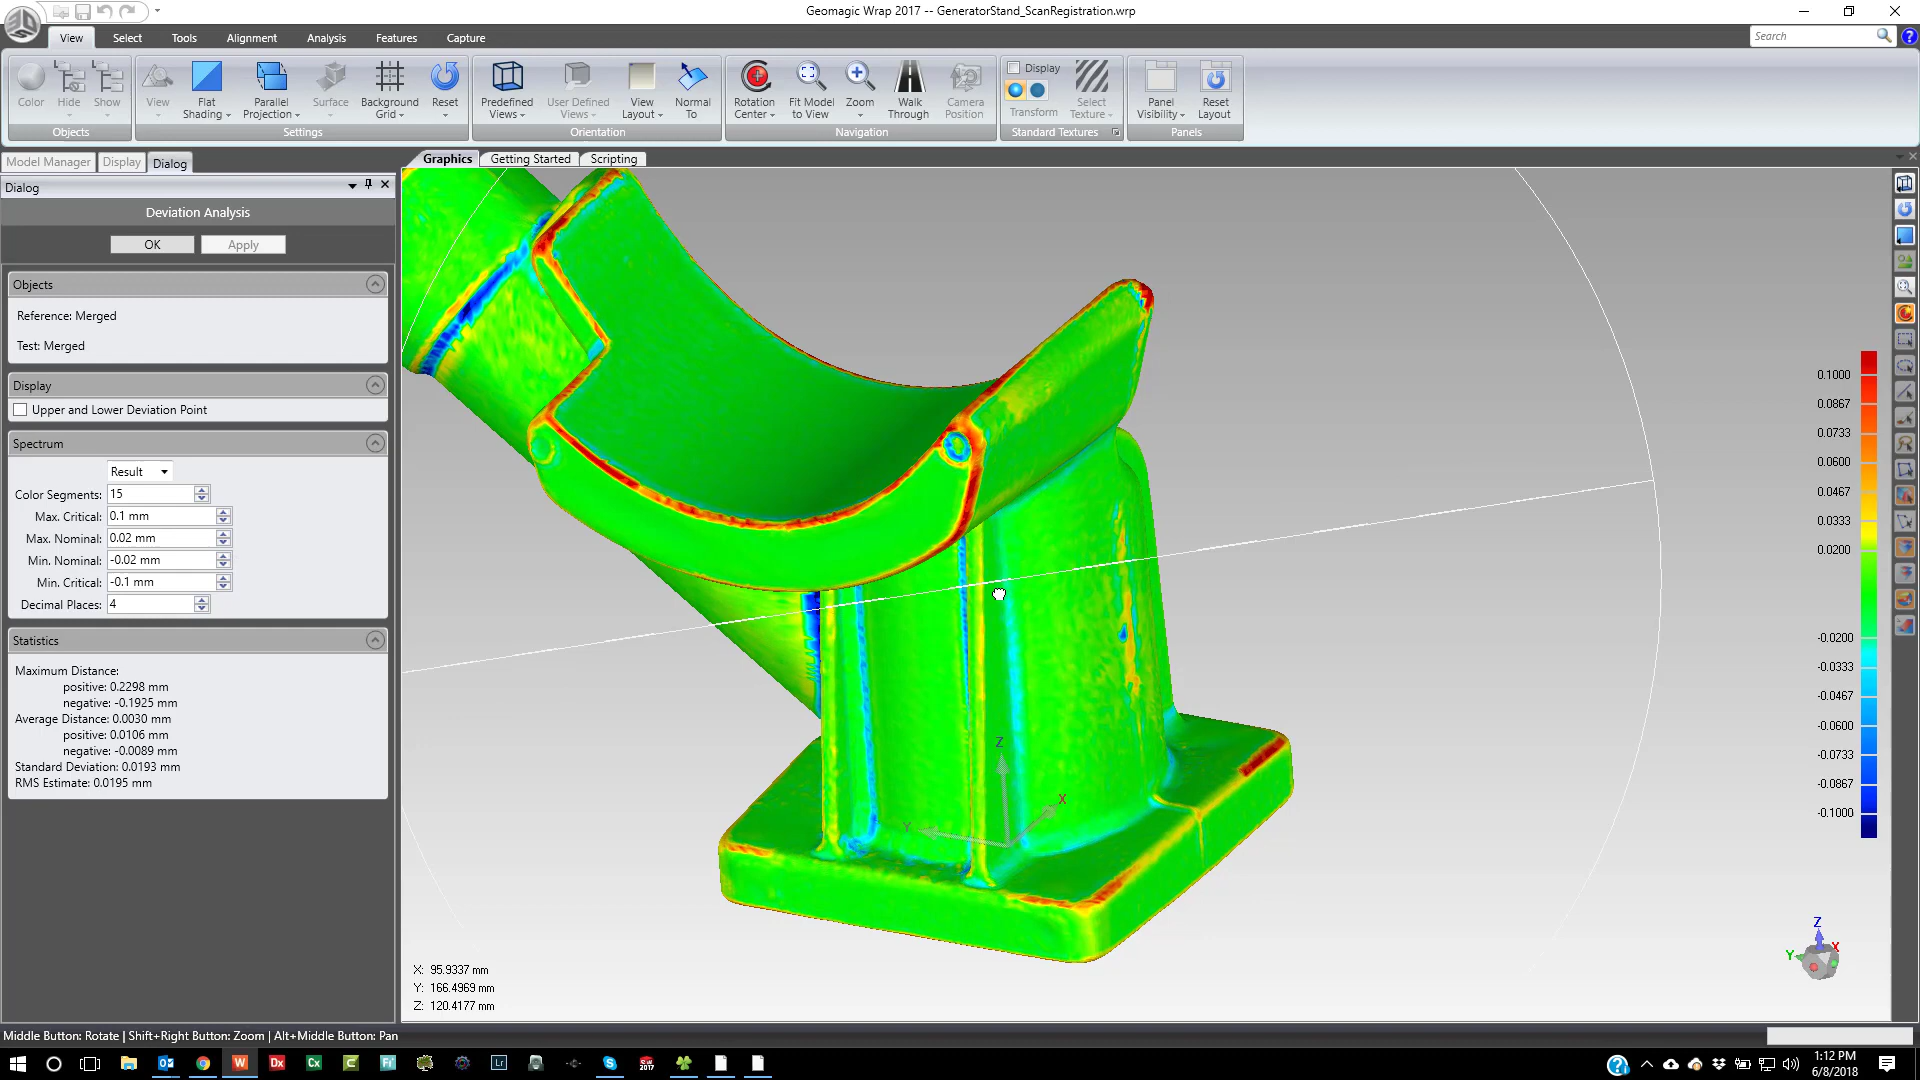 Geomagic Wrap 2017 -- GeneratorStand_ScanRegistration.wrp
View Select Tools Alignment Analysis Features Capture
Search
Color Hide Show
Objects
View Flat Shading Parallel Projection Surface Background Grid Reset
Settings
Predefined Views User Defined Views View Layout Normal To
Orientation
Rotation Center Fit Model to View Zoom Walk Through Camera Position
Navigation
Display
Transform
Select Texture
Standard Textures
Panel Visibility Reset Layout
Panels
Model Manager Display Dialog
Graphics Getting Started Scripting
Dialog
Deviation Analysis
OK Apply
Objects
Reference: Merged
Test: Merged
Display
Upper and Lower Deviation Point
Spectrum
Result
Color Segments: 15
Max. Critical: 0.1 mm
Max. Nominal: 0.02 mm
Min. Nominal: -0.02 mm
Min. Critical: -0.1 mm
Decimal Places: 4
Statistics
Maximum Distance:
positive: 0.2298 mm
negative: -0.1925 mm
Average Distance: 0.0030 mm
positive: 0.0106 mm
negative: -0.0089 mm
Standard Deviation: 0.0193 mm
RMS Estimate: 0.0195 mm
0.1000
0.0867
0.0733
0.0600
0.0467
0.0333
0.0200
-0.0200
-0.0333
-0.0467
-0.0600
-0.0733
-0.0867
-0.1000
Z
X
Y
Z
X
Y
X: 95.9337 mm
Y: 166.4969 mm
Z: 120.4177 mm
Middle Button: Rotate | Shift+Right Button: Zoom | Alt+Middle Button: Pan
W Dx Cx C Lr S 2017
1:12 PM
6/8/2018